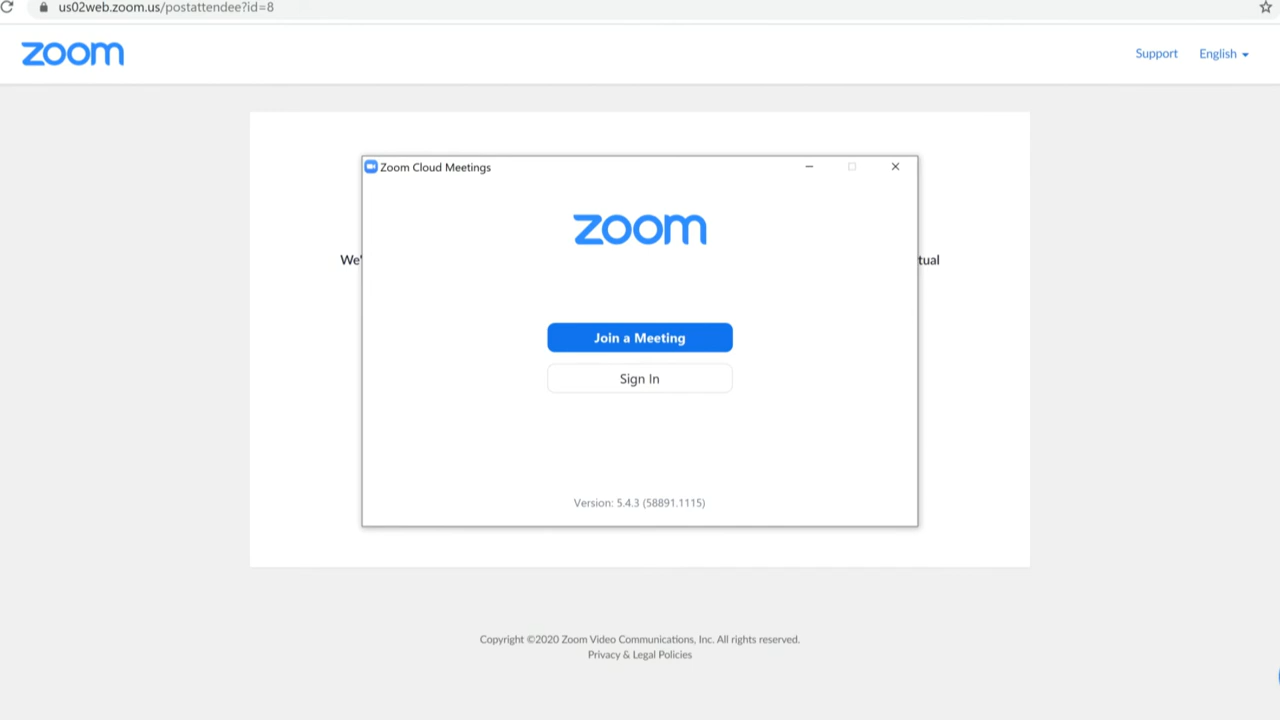 us02web.zoom.us/postattendee?id=8
zoom
Support
English
Zoom Cloud Meetings
zoom
We'
tual
Join a Meeting
Sign In
Version: 5.4.3 (58891.1115)
Copyright ©2020 Zoom Video Communications, Inc. All rights reserved.
Privacy & Legal Policies